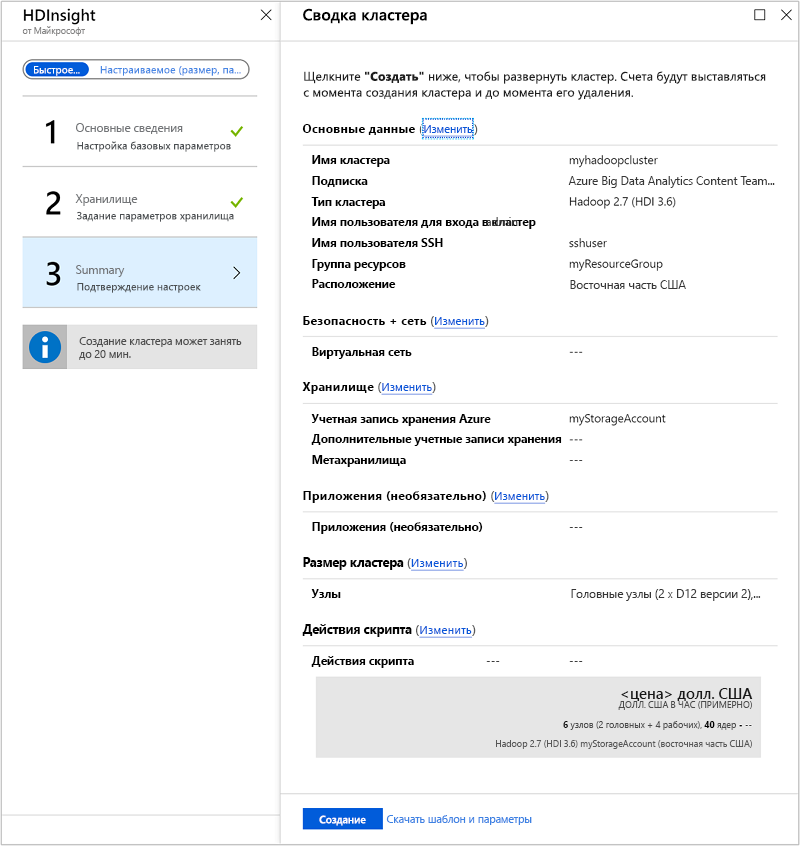 HDInsight
от Майкрософт
Быстрое...
Настраиваемое (размер, па...
1
Основные сведения
Настройка базовых параметров
2
Хранилище
Задание параметров хранилища
3
Summary
Подтверждение настроек
Создание кластера может занять
до 20 мин.
Сводка кластера
Щелкните "Создать" ниже, чтобы развернуть кластер. Счета будут выставляться
с момента создания кластера и до момента его удаления.
Основные данные (Изменить)
Имя кластера myhadoopcluster
Подписка Azure Big Data Analytics Content Team...
Тип кластера Hadoop 2.7 (HDI 3.6)
Имя пользователя для входа в кластер
Имя пользователя SSH sshuser
Группа ресурсов myResourceGroup
Расположение Восточная часть США
Безопасность + сеть (Изменить)
Виртуальная сеть ---
Хранилище (Изменить)
Учетная запись хранения Azure myStorageAccount
Дополнительные учетные записи хранения ---
Метахранилища ---
Приложения (необязательно) (Изменить)
Приложения (необязательно) ---
Размер кластера (Изменить)
Узлы Головные узлы (2 x D12 версии 2),...
Действия скрипта (Изменить)
Действия скрипта --- ---
<цена> долл. США
ДОЛЛ. США В ЧАС (ПРИМЕРНО)
6 узлов (2 головных + 4 рабочих), 40 ядер - --
Hadoop 2.7 (HDI 3.6) myStorageAccount (восточная часть США)
Создание
Скачать шаблон и параметры